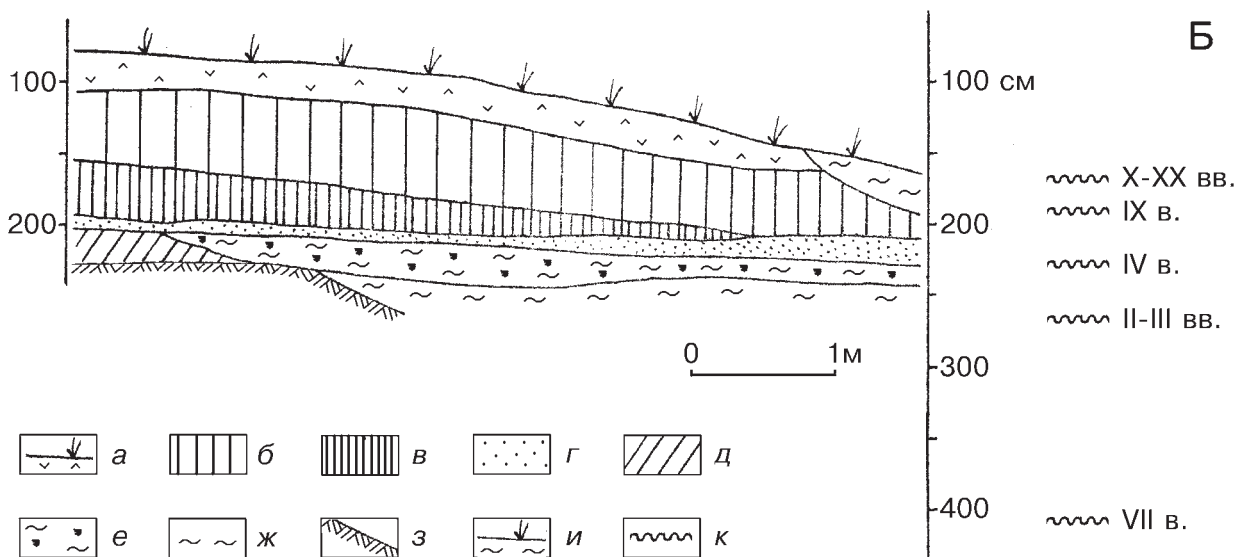 Б
100
100 см
X-XX вв.
200
200
IX в.
IV в.
II-III вв.
0 1м
300
а б в г д
400
VII в.
е ж з и к